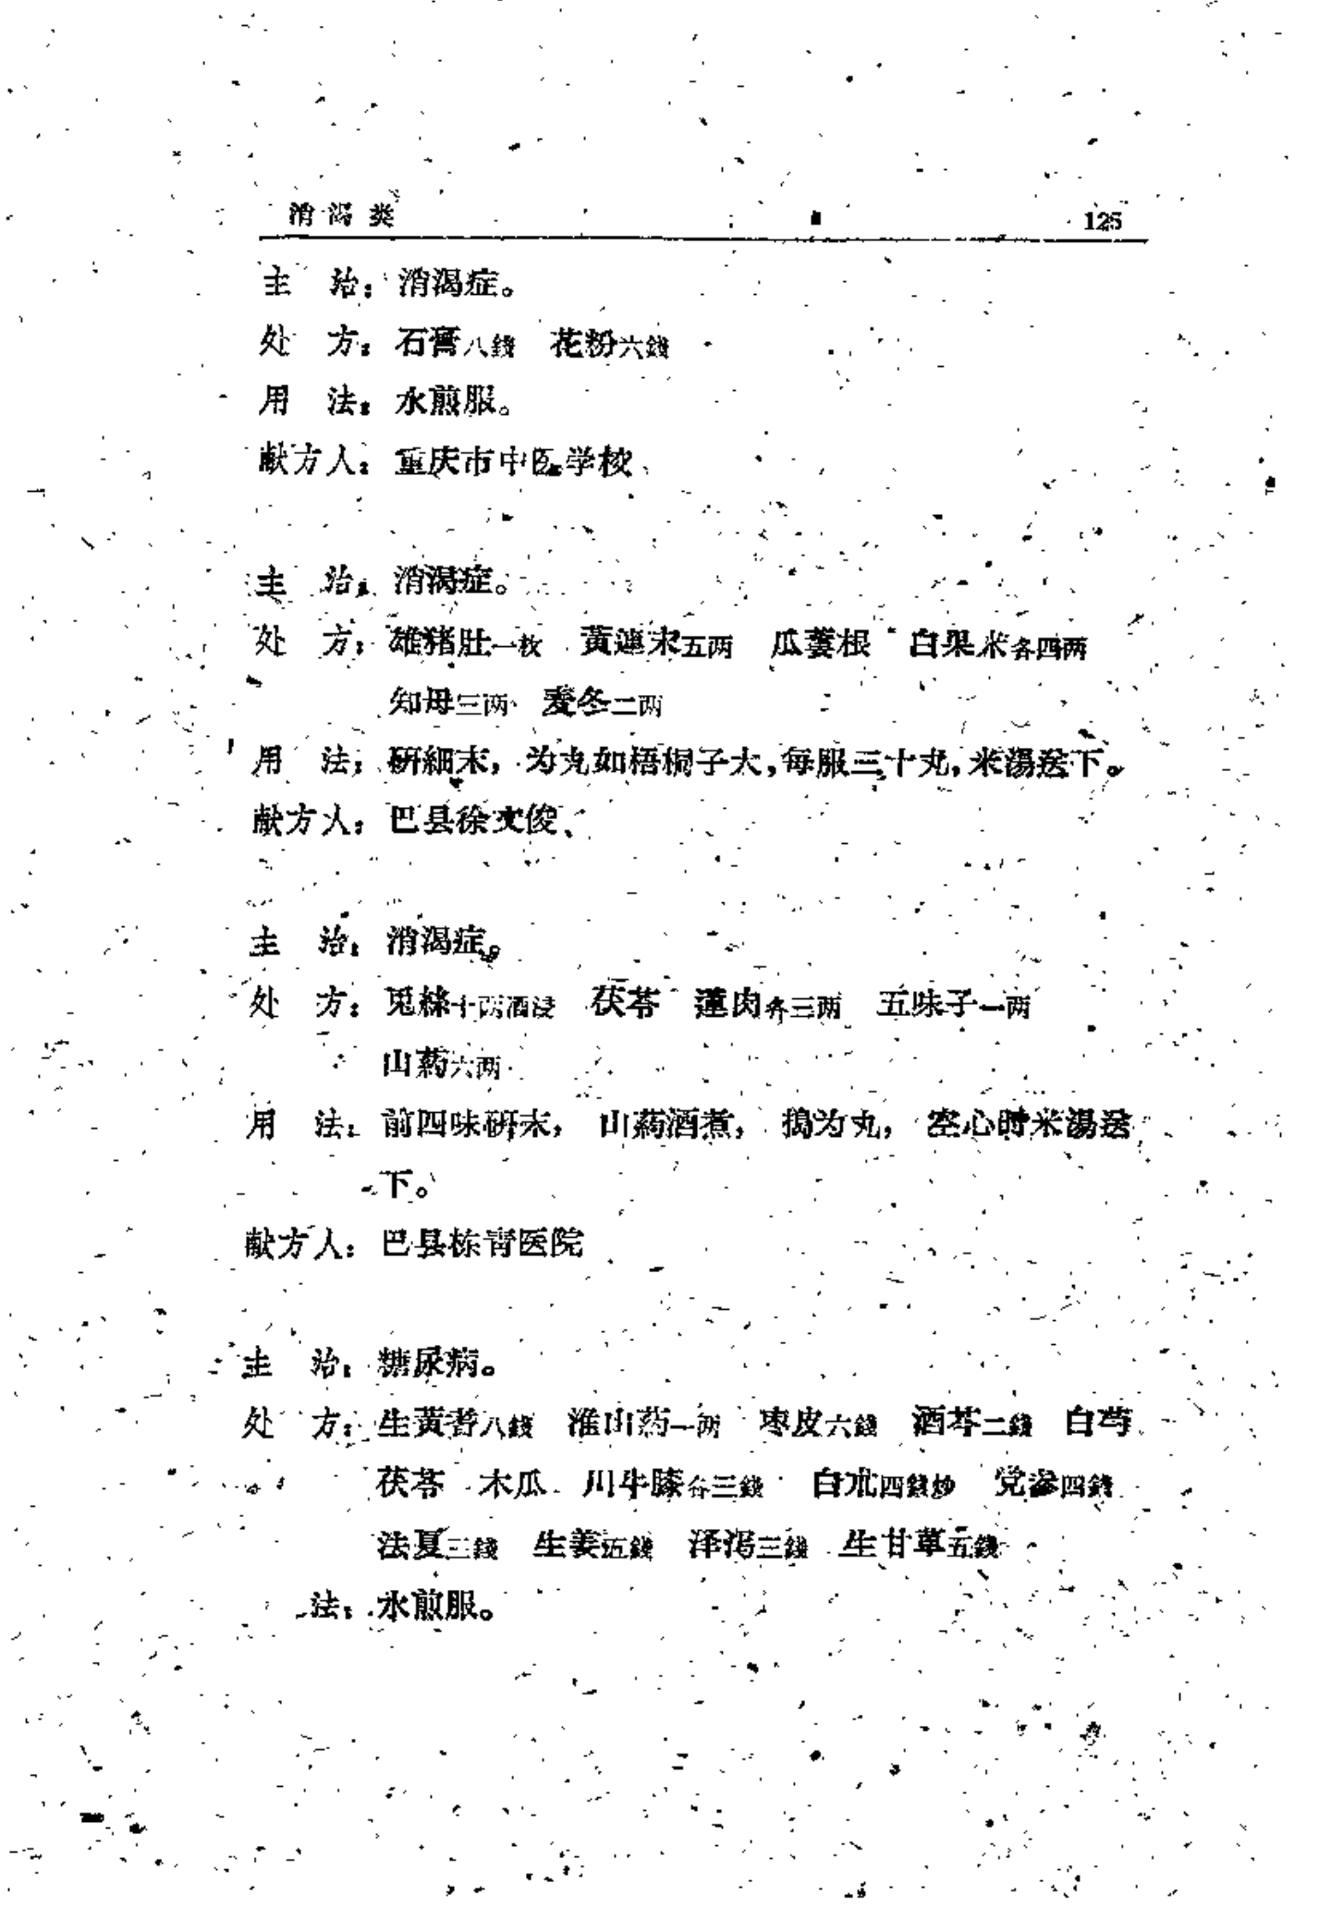 消渴类 125
主　治：消渴症。
处　方：石膏八錢　花粉六錢
用　法：水煎服。
献方人：重庆市中医学校
主　治：消渴症。
处　方：雄猪肚一枚　黄連末五两　瓜蔞根　白果米各四两
知母三两　麦冬二两
用　法：研細末，为丸如梧桐子大，每服三十丸，米湯送下。
献方人：巴县徐文俊
主　治：消渴症。
处　方：兎絲十两酒浸　茯苓　蓮肉各三两　五味子一两
山葯六两
用　法：前四味研末，山葯酒煮，搗为丸，空心时米湯送
下。
献方人：巴县栋青医院
主　治：糖尿病。
处　方：生黄蓍八錢　淮山葯一两　枣皮六錢　酒芩二錢　白芍
茯苓　木瓜　川牛膝各三錢　白朮四錢炒　党参四錢
法夏三錢　生姜五錢　泽泻三錢　生甘草五錢
法：水煎服。